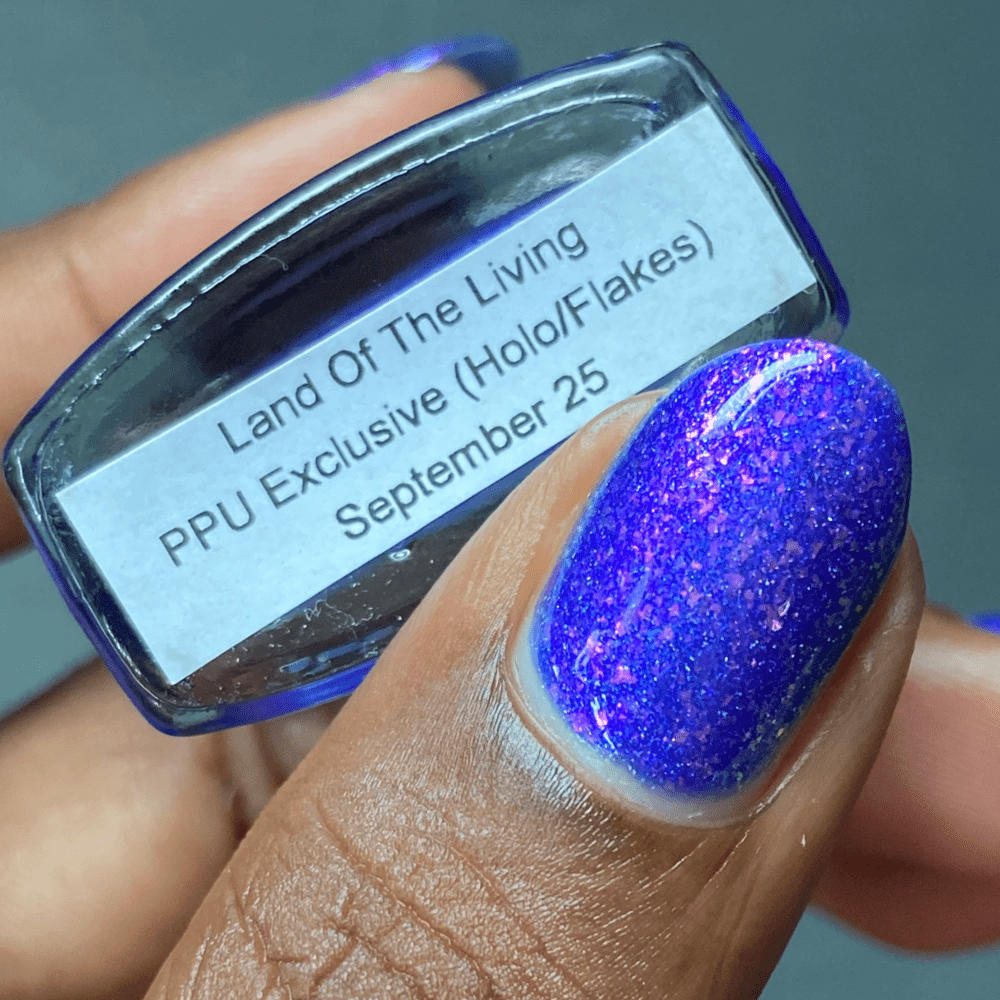 Land Of The Living
PPU Exclusive (Holo/Flakes)
September 25